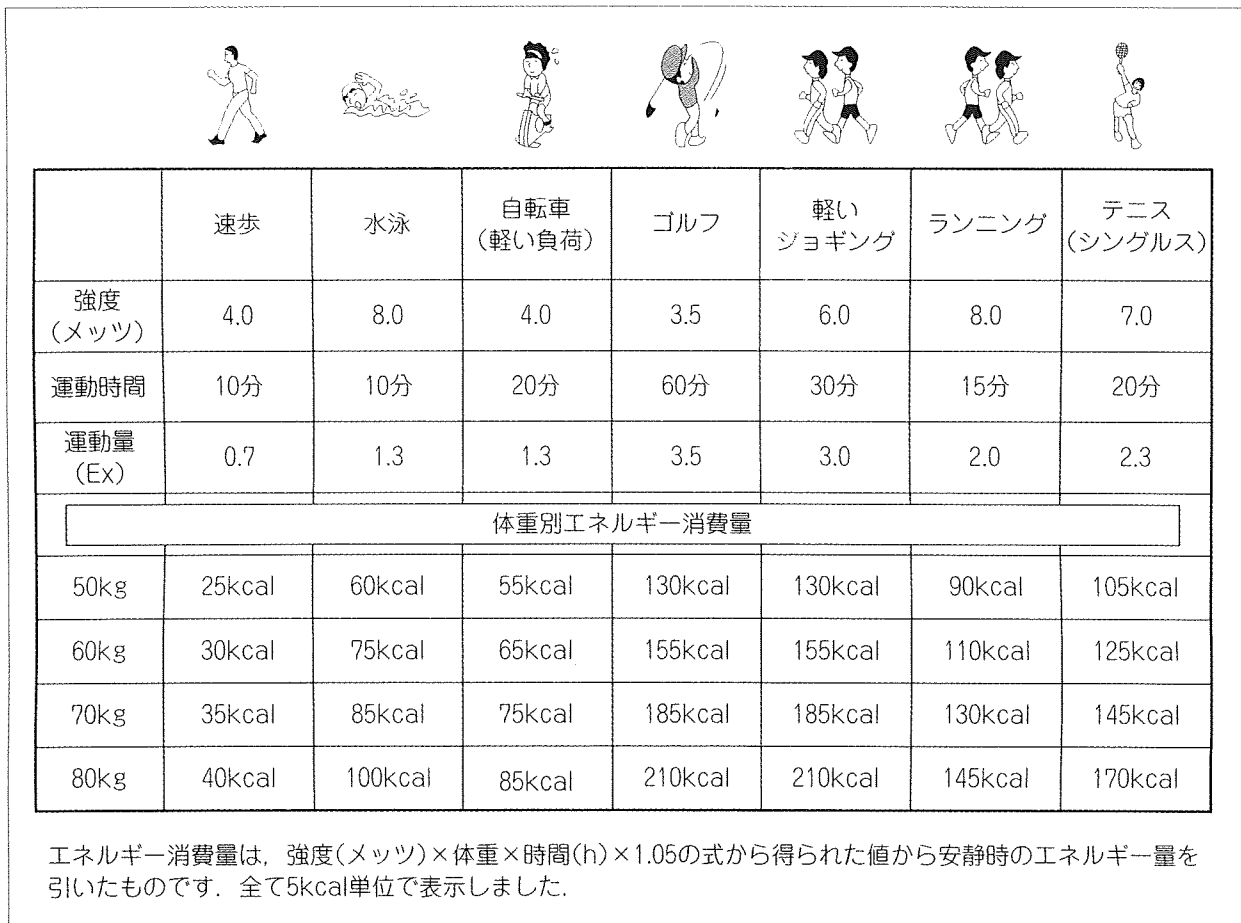 速歩 水泳 自転車 ゴルフ 軽い ランニング テニス
(軽い負荷) ジョギング (シングルス)
強度
(メッツ) 4.0 8.0 4.0 3.5 6.0 8.0 7.0
運動時間 10分 10分 20分 60分 30分 15分 20分
運動量
(Ex) 0.7 1.3 1.3 3.5 3.0 2.0 2.3
体重別エネルギー消費量
50kg 25kcal 60kcal 55kcal 130kcal 130kcal 90kcal 105kcal
60kg 30kcal 75kcal 65kcal 155kcal 155kcal 110kcal 125kcal
70kg 35kcal 85kcal 75kcal 185kcal 185kcal 130kcal 145kcal
80kg 40kcal 100kcal 85kcal 210kcal 210kcal 145kcal 170kcal
エネルギー消費量は，強度(メッツ)×体重×時間(h)×1.05の式から得られた値から安静時のエネルギー量を
引いたものです．全て5kcal単位で表示しました．